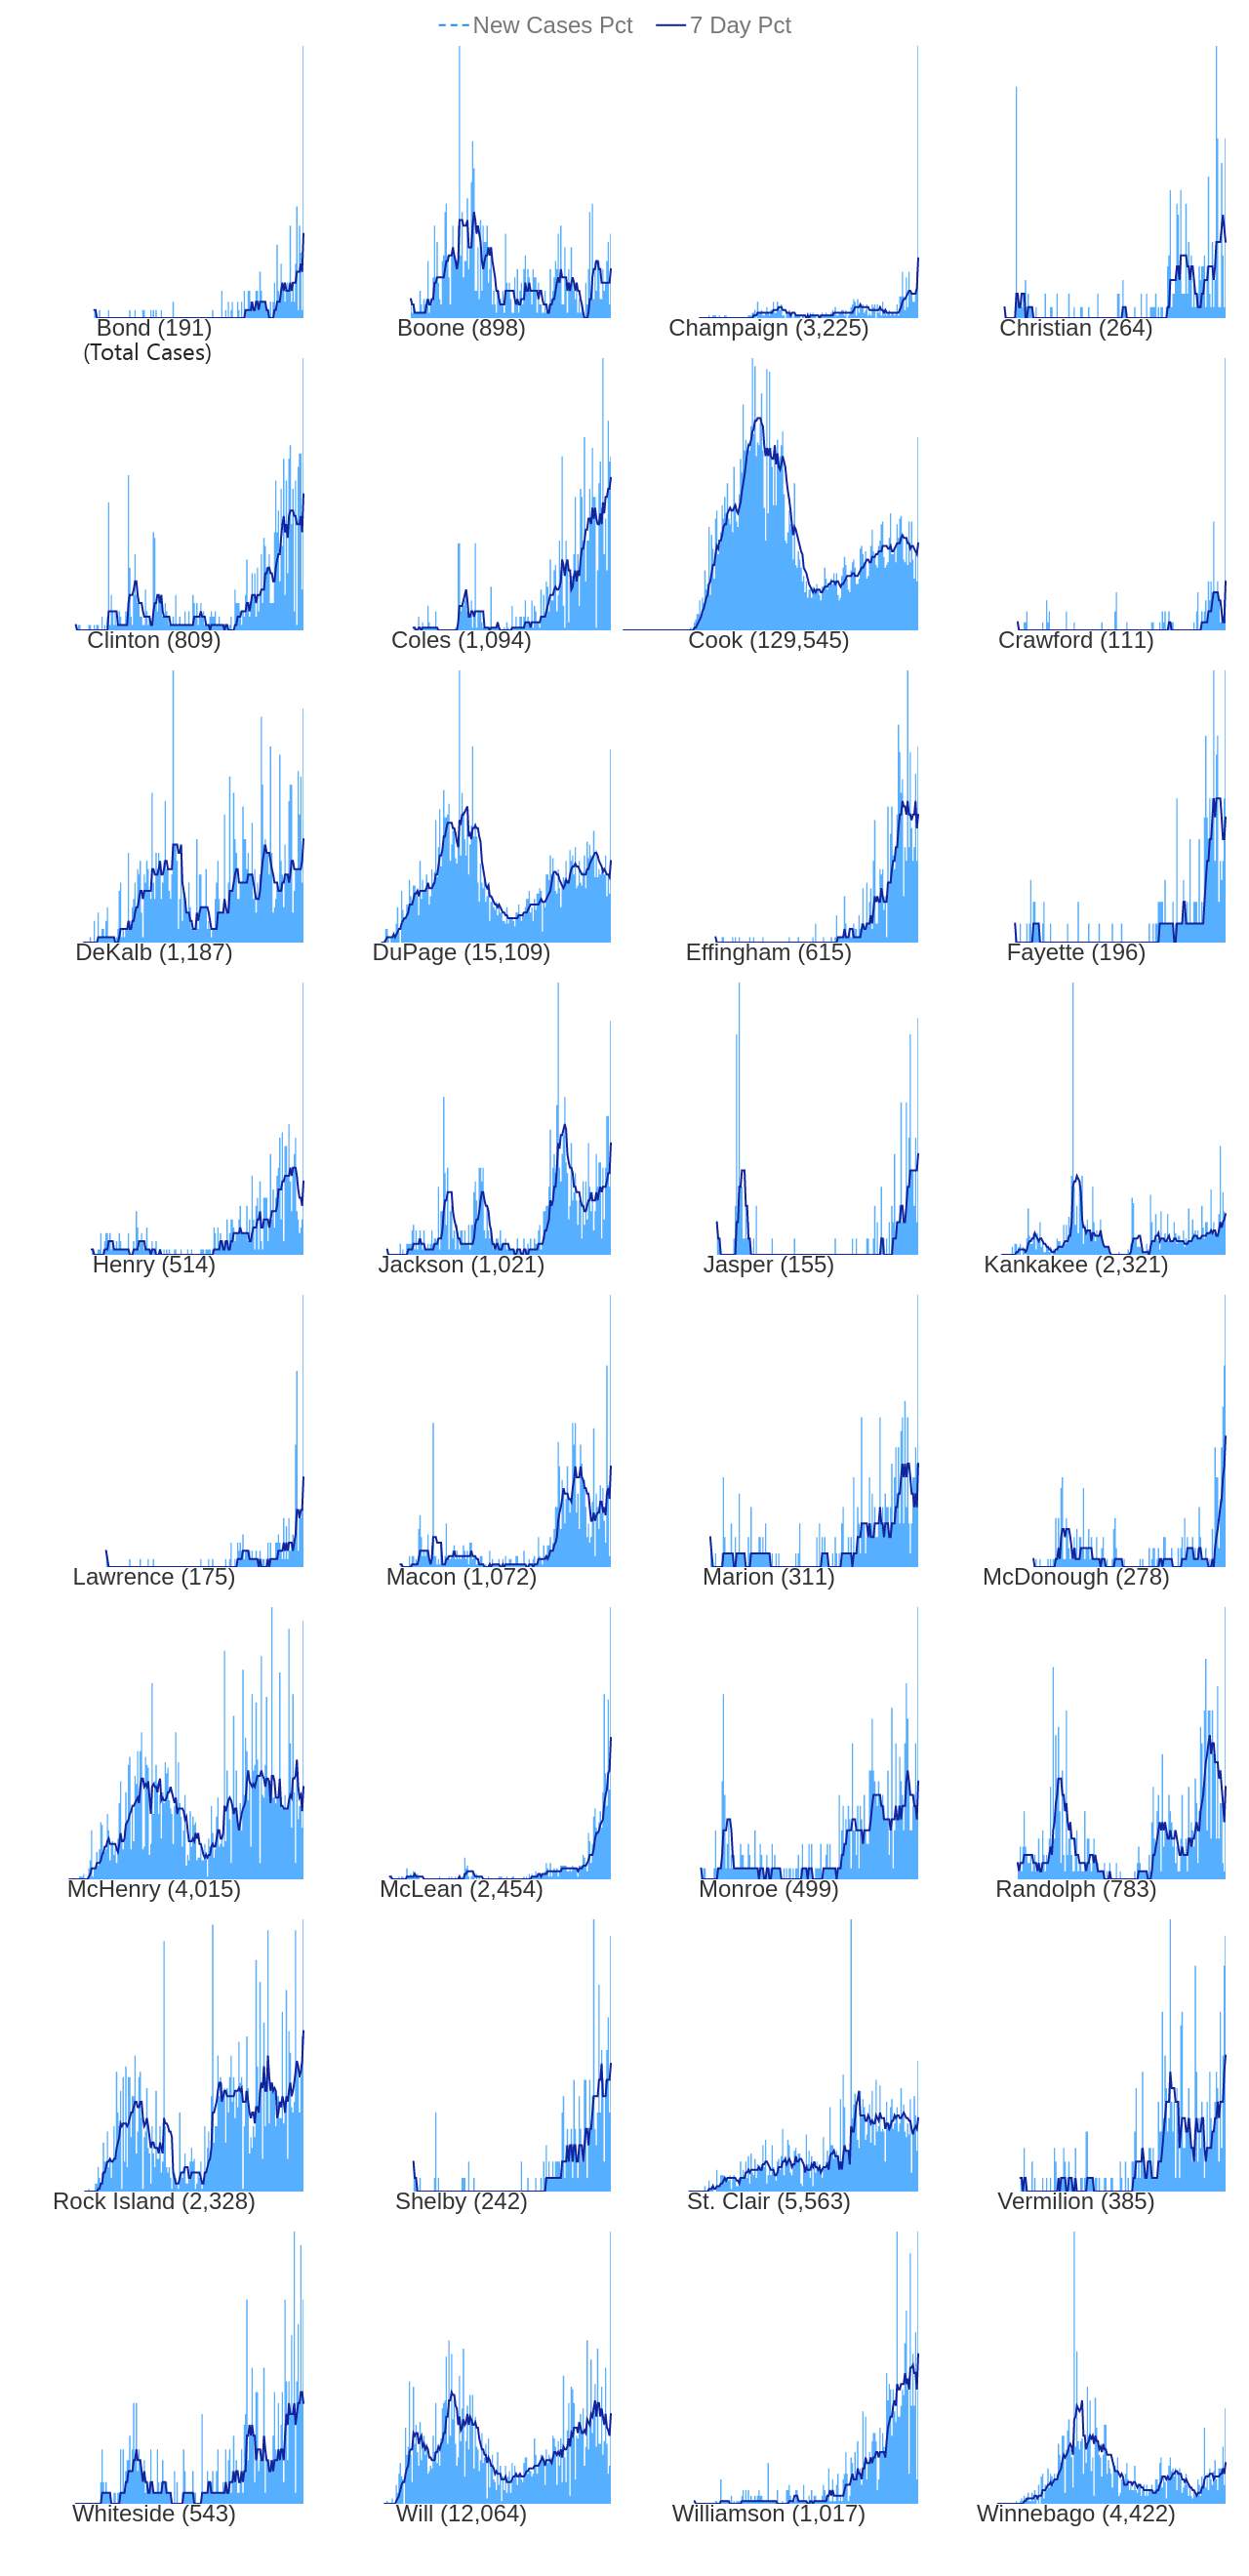 New Cases Pct 7 Day Pct
Bond (191) Boone (898) Champaign (3,225) Christian (264)
(Total Cases)
Clinton (809) Coles (1,094) Cook (129,545) Crawford (111)
DeKalb (1,187) DuPage (15,109) Effingham (615) Fayette (196)
Henry (514) Jackson (1,021) Jasper (155) Kankakee (2,321)
Lawrence (175) Macon (1,072) Marion (311) McDonough (278)
McHenry (4,015) McLean (2,454) Monroe (499) Randolph (783)
Rock Island (2,328) Shelby (242) St. Clair (5,563) Vermilion (385)
Whiteside (543) Will (12,064) Williamson (1,017) Winnebago (4,422)